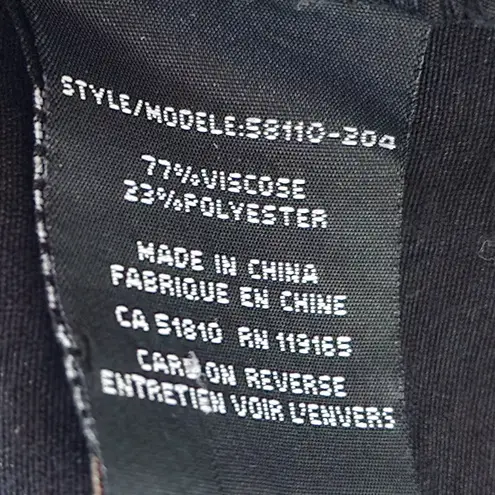 STYLE/MODELE:58110-204
77%VISCOSE
23%POLYESTER
MADE IN CHINA
FABRIQUE EN CHINE
CA 51810 RN 119165
CARE ON REVERSE
ENTRETIEN VOIR L'ENVERS